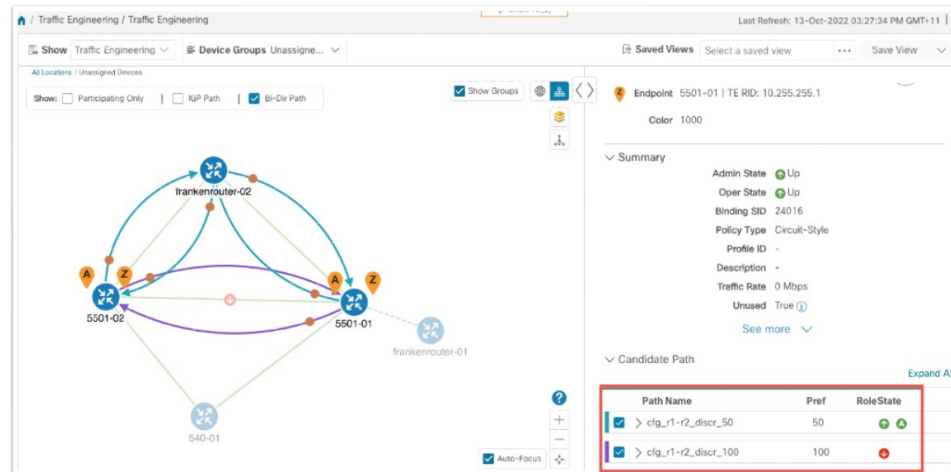 / Traffic Engineering / Traffic Engineering
Last Refresh: 13-Oct-2022 03:27:34 PM GMT+11
Show Traffic Engineering
Device Groups Unassigne...
Saved Views Select a saved view
Save View
All Locations / Unassigned Devices
Show: Participating Only | IGP Path | Bi-Dir Path
Show Groups
frankenrouter-02
A Z
A Z
5501-02
5501-01
frankenrouter-01
540-01
Auto-Focus
Z Endpoint 5501-01 | TE RID: 10.255.255.1
Color 1000
Summary
Admin State Up
Oper State Up
Binding SID 24016
Policy Type Circuit-Style
Profile ID -
Description -
Traffic Rate 0 Mbps
Unused True
See more
Candidate Path
Expand Al
Path Name Pref RoleState
cfg_r1-r2_discr_50 50 A
cfg_r1-r2_discr_100 100